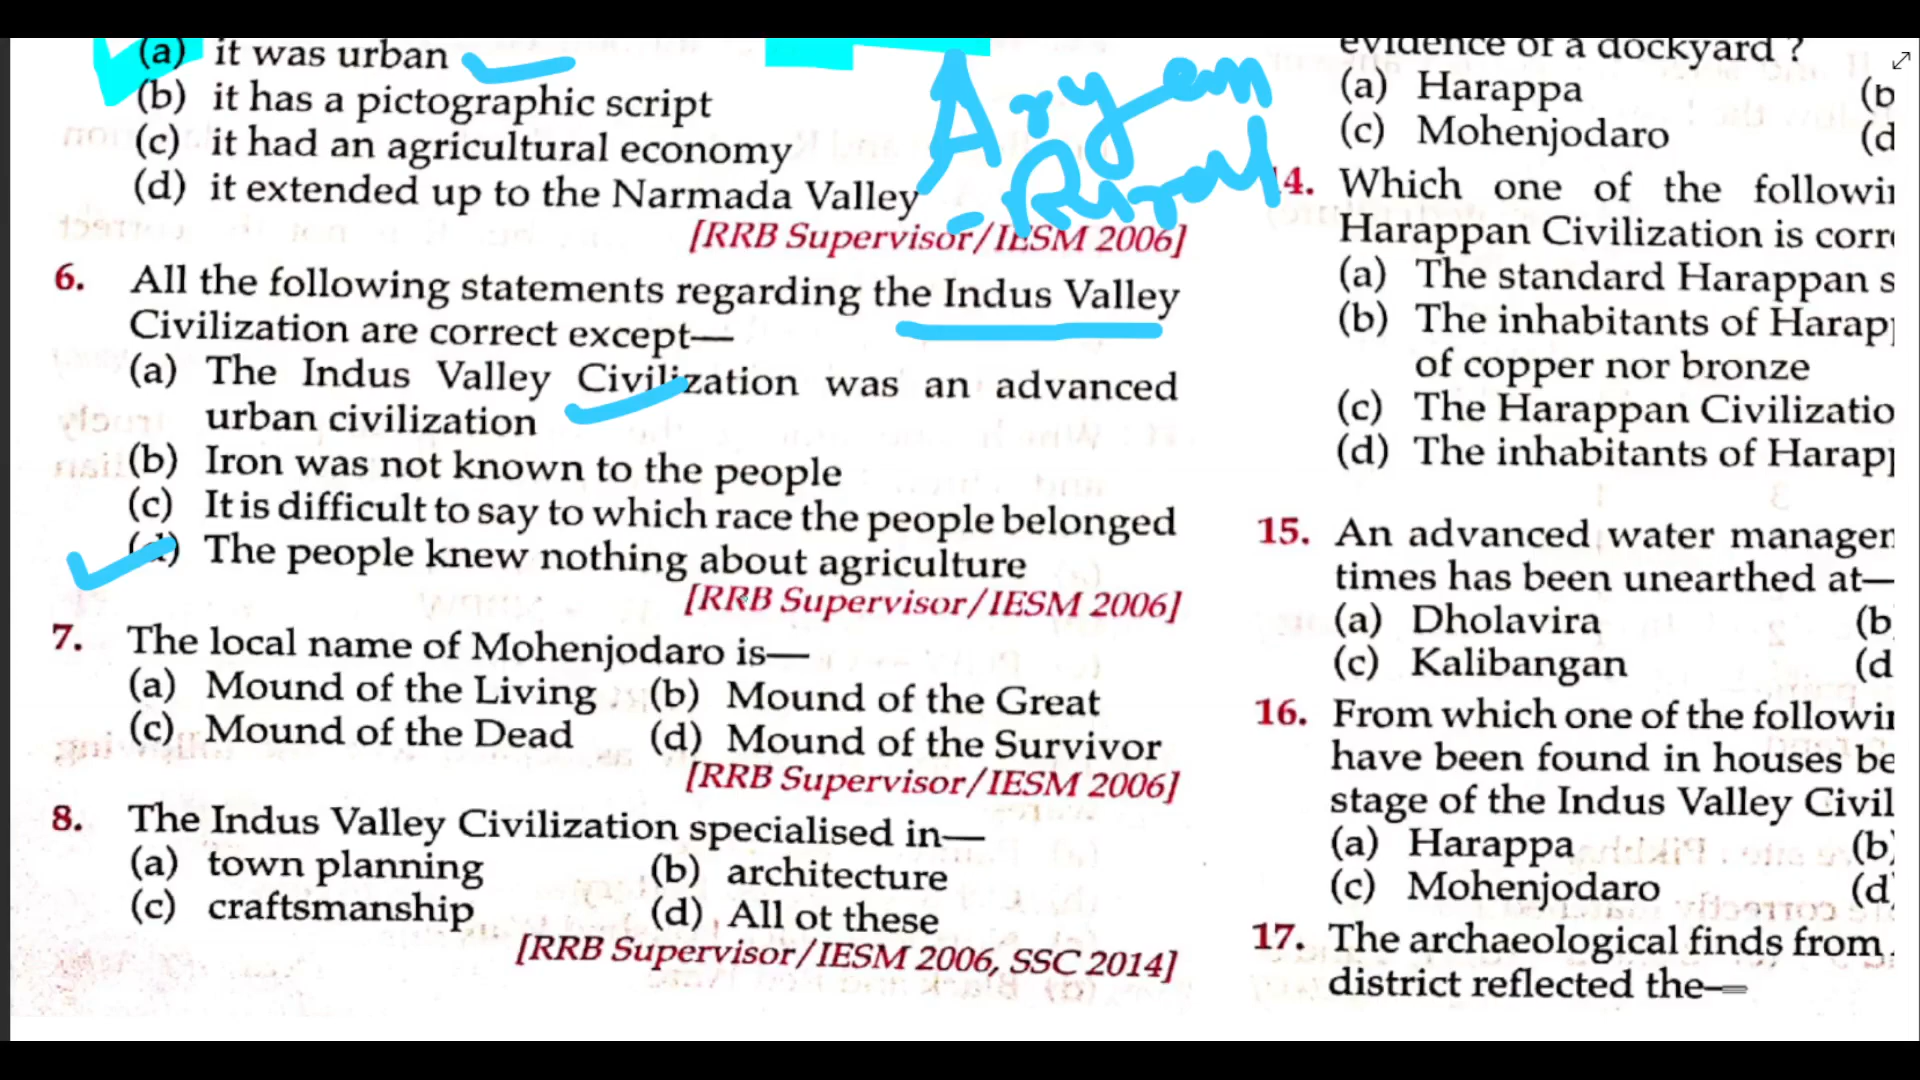 (a) it was urban
(b) it has a pictographic script
(c) it had an agricultural economy
(d) it extended up to the Narmada Valley
[RRB Supervisor/IESM 2006]
Aryan
- Rural
6. All the following statements regarding the Indus Valley
Civilization are correct except—
(a) The Indus Valley Civilization was an advanced
urban civilization
(b) Iron was not known to the people
(c) It is difficult to say to which race the people belonged
(d) The people knew nothing about agriculture
[RRB Supervisor/IESM 2006]
7. The local name of Mohenjodaro is—
(a) Mound of the Living (b) Mound of the Great
(c) Mound of the Dead (d) Mound of the Survivor
[RRB Supervisor/IESM 2006]
8. The Indus Valley Civilization specialised in—
(a) town planning (b) architecture
(c) craftsmanship (d) All ot these
[RRB Supervisor/IESM 2006, SSC 2014]
evidence of a dockyard ?
(a) Harappa (b
(c) Mohenjodaro (d
14. Which one of the followi
Harappan Civilization is corr
(a) The standard Harappan s
(b) The inhabitants of Harap
of copper nor bronze
(c) The Harappan Civilizatio
(d) The inhabitants of Harap
15. An advanced water manage
times has been unearthed at—
(a) Dholavira (b
(c) Kalibangan (d
16. From which one of the followi
have been found in houses be
stage of the Indus Valley Civil
(a) Harappa (b)
(c) Mohenjodaro (d
17. The archaeological finds from
district reflected the—